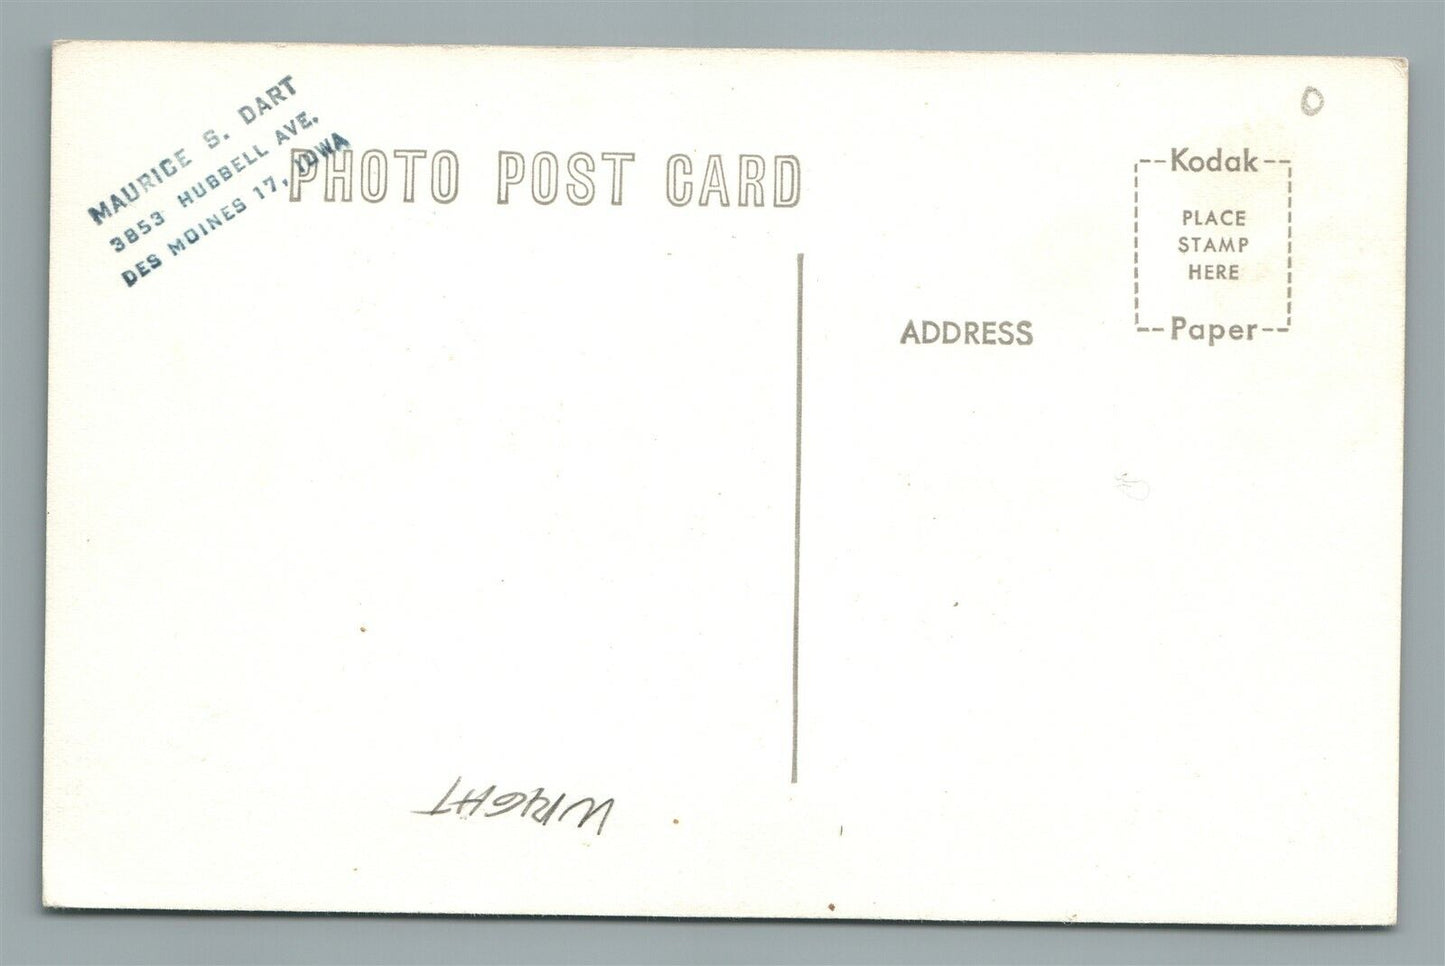 MAURICE S. DART
3853 HUBBELL AVE.
DES MOINES 17, IOWA
PHOTO POST CARD
Kodak
PLACE
STAMP
HERE
Paper
ADDRESS
WRIGHT